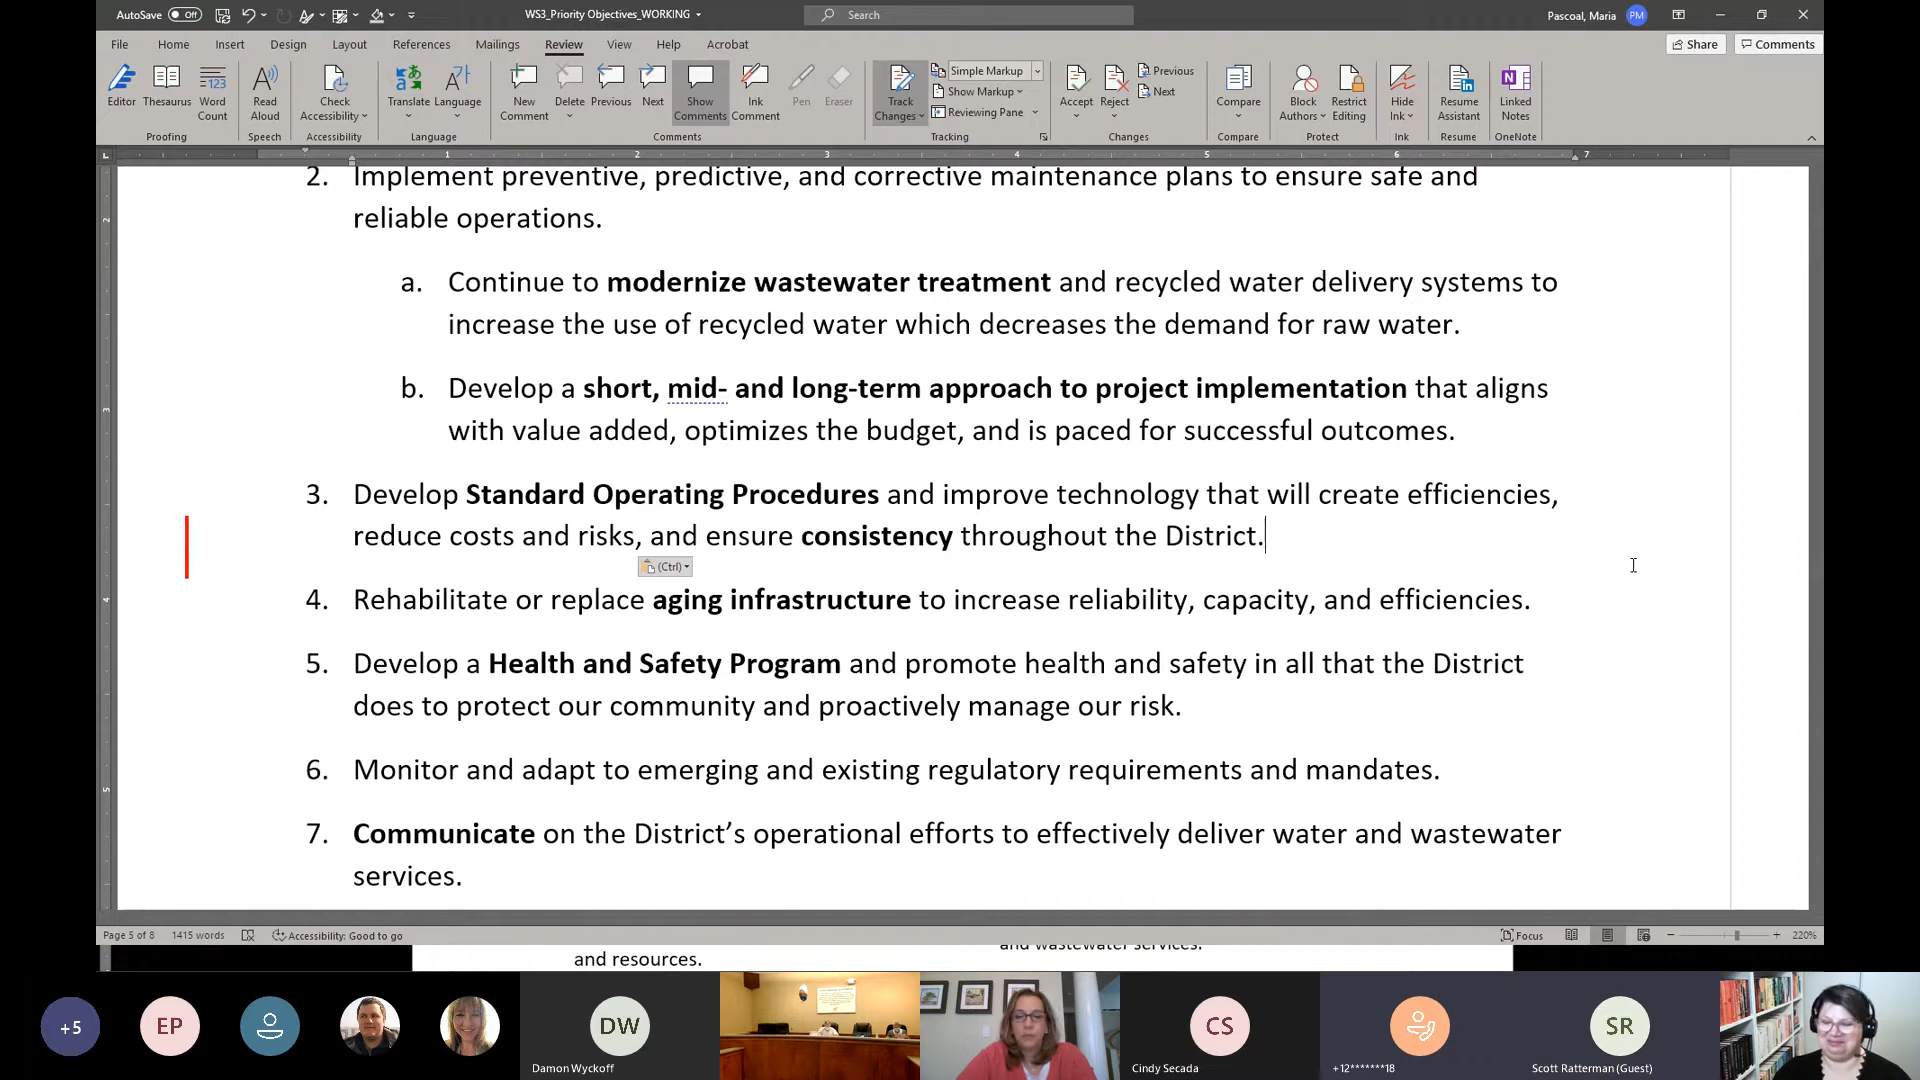 AutoSave Off WS3_Priority Objectives_WORKING Search Pascoal, Maria PM
File Home Insert Design Layout References Mailings Review View Help Acrobat Share Comments
Editor Thesaurus Word Count Read Aloud Check Accessibility Translate Language New Comment Delete Previous Next Show Comments Ink Comment Pen Eraser Track Changes Simple Markup Show Markup Reviewing Pane Accept Reject Previous Next Compare Block Authors Restrict Editing Hide Ink Resume Assistant Linked Notes
Proofing Speech Accessibility Language Comments Tracking Changes Compare Protect Ink Resume OneNote
1 2 3 4 5 6 7
2. Implement preventive, predictive, and corrective maintenance plans to ensure safe and
reliable operations.
a. Continue to modernize wastewater treatment and recycled water delivery systems to
increase the use of recycled water which decreases the demand for raw water.
b. Develop a short, mid- and long-term approach to project implementation that aligns
with value added, optimizes the budget, and is paced for successful outcomes.
3. Develop Standard Operating Procedures and improve technology that will create efficiencies,
reduce costs and risks, and ensure consistency throughout the District.
(Ctrl)
4. Rehabilitate or replace aging infrastructure to increase reliability, capacity, and efficiencies.
5. Develop a Health and Safety Program and promote health and safety in all that the District
does to protect our community and proactively manage our risk.
6. Monitor and adapt to emerging and existing regulatory requirements and mandates.
7. Communicate on the District’s operational efforts to effectively deliver water and wastewater
services.
Page 5 of 8 1415 words Accessibility: Good to go Focus 220%
and wastewater services.
and resources.
+5 EP DW CS SR
Damon Wyckoff Cindy Secada +12*******18 Scott Ratterman (Guest)